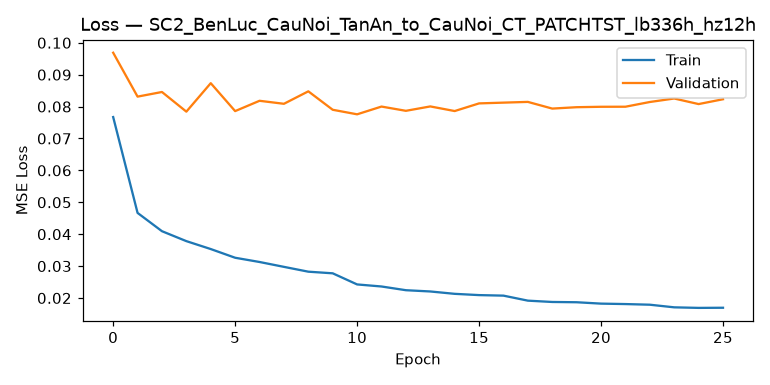 Loss — SC2_BenLuc_CauNoi_TanAn_to_CauNoi_CT_PATCHTST_lb336h_hz12h
Train
Validation
0.10
0.09
0.08
0.07
0.06
0.05
0.04
0.03
0.02
MSE Loss
0 5 10 15 20 25
Epoch